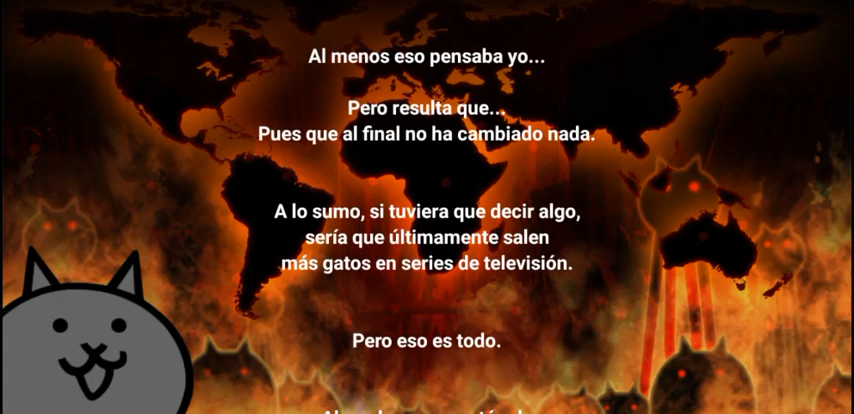 Al menos eso pensaba yo...
Pero resulta que...
Pues que al final no ha cambiado nada.
A lo sumo, si tuviera que decir algo,
sería que últimamente salen
más gatos en series de televisión.
Pero eso es todo.